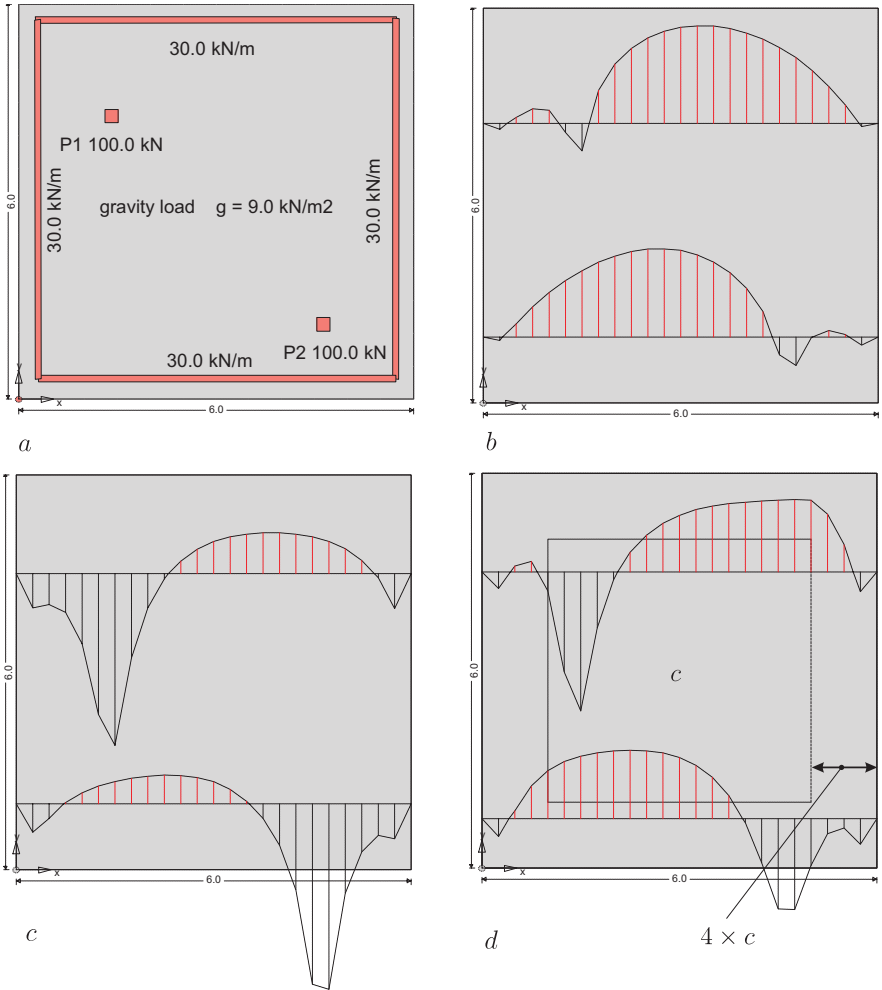 30.0 kN/m
P1 100.0 kN
30.0 kN/m
30.0 kN/m
gravity load g = 9.0 kN/m2
6.0
30.0 kN/m
P2 100.0 kN
y
x
6.0
a
6.0
y
x
6.0
b
6.0
y
x
6.0
c
6.0
c
y
x
6.0
d
4 × c